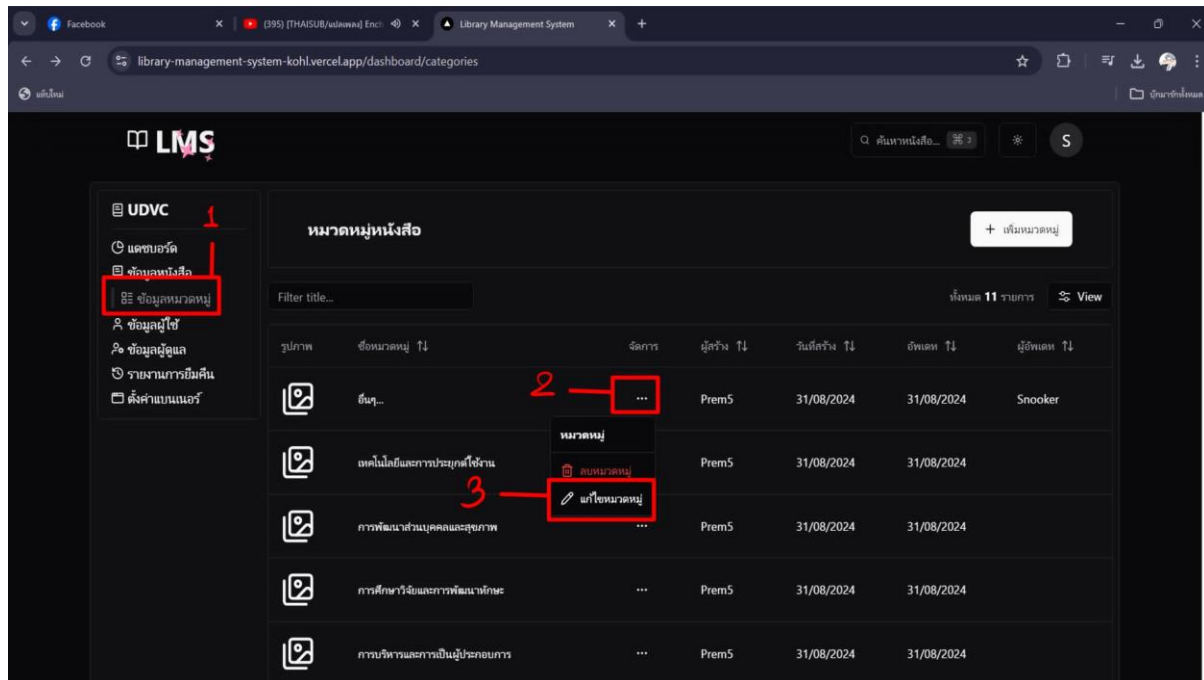 Facebook
(395) [THAISUB/แปลเพลง] Ench
Library Management System
library-management-system-kohl.vercel.app/dashboard/categories
แท็บใหม่
บุ๊กมาร์กทั้งหมด
LMS
ค้นหาหนังสือ...
⌘ J
S
UDVC
1
แดชบอร์ด
ข้อมูลหนังสือ
ข้อมูลหมวดหมู่
ข้อมูลผู้ใช้
ข้อมูลผู้ดูแล
รายงานการยืมคืน
ตั้งค่าแบนเนอร์
หมวดหมู่หนังสือ
+ เพิ่มหมวดหมู่
Filter title...
ทั้งหมด 11 รายการ
View
รูปภาพ ชื่อหมวดหมู่ ↑↓ จัดการ ผู้สร้าง ↑↓ วันที่สร้าง ↑↓ อัพเดท ↑↓ ผู้อัพเดท ↑↓
อื่นๆ... 2 ... Prem5 31/08/2024 31/08/2024 Snooker
หมวดหมู่
ลบหมวดหมู่
3 แก้ไขหมวดหมู่
เทคโนโลยีและการประยุกต์ใช้งาน Prem5 31/08/2024 31/08/2024
การพัฒนาส่วนบุคคลและสุขภาพ ... Prem5 31/08/2024 31/08/2024
การศึกษาวิจัยและการพัฒนาทักษะ ... Prem5 31/08/2024 31/08/2024
การบริหารและการเป็นผู้ประกอบการ ... Prem5 31/08/2024 31/08/2024